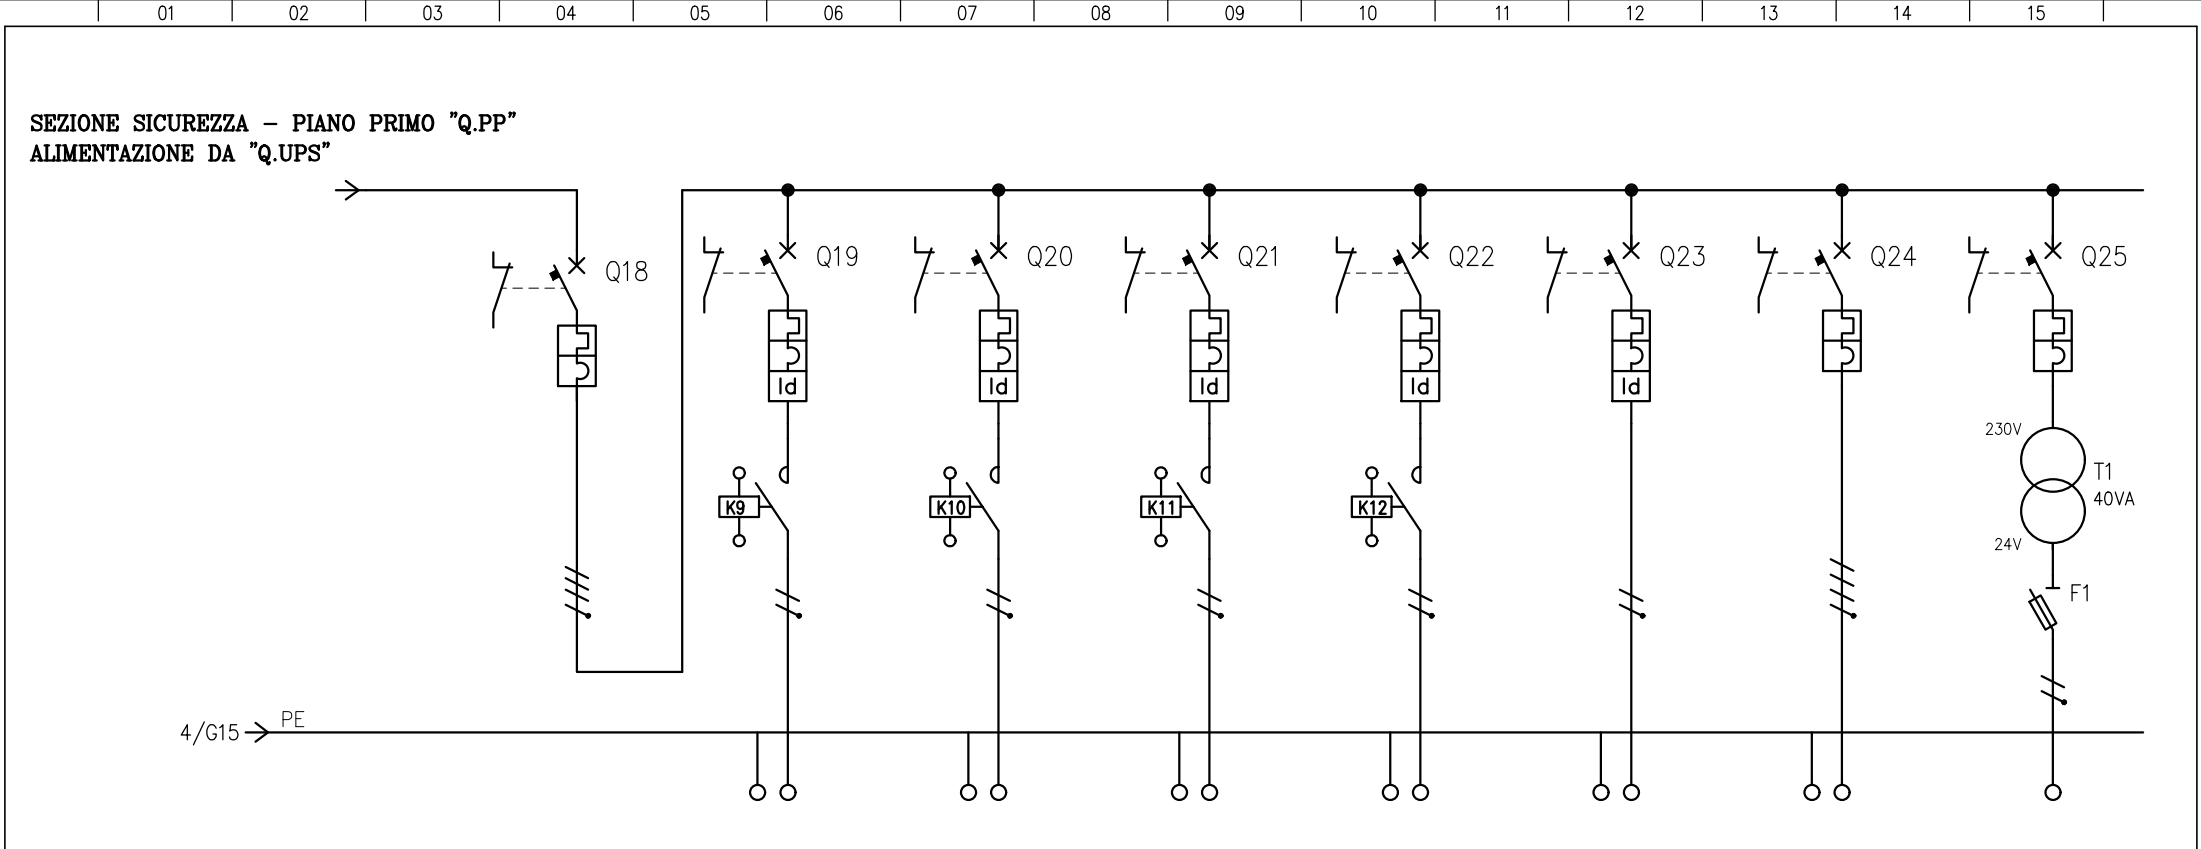 01 02 03 04 05 06 07 08 09 10 11 12 13 14 15
SEZIONE SICUREZZA – PIANO PRIMO "Q.PP"
ALIMENTAZIONE DA "Q.UPS"
Q18 Q19 Q20 Q21 Q22 Q23 Q24 Q25
Id Id Id Id Id
230V
T1
40VA
K9 K10 K11 K12
24V
F1
PE
4/G15